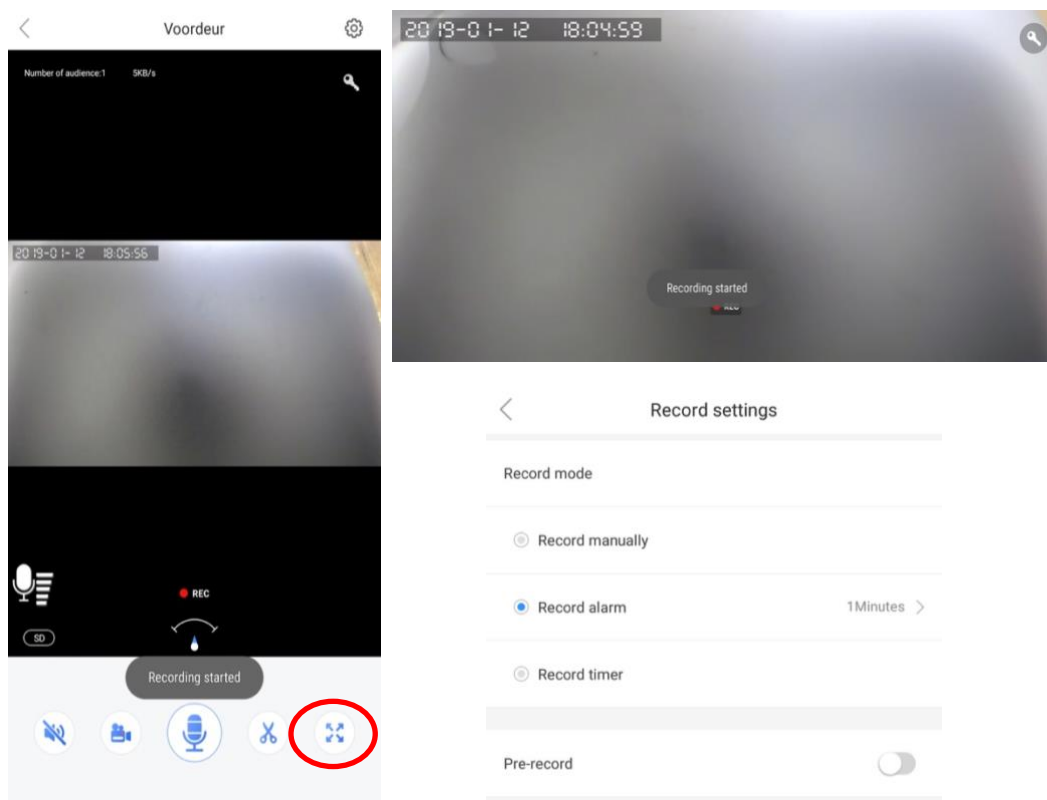 Voordeur
Number of audience:1 5KB/s
2019-01-12 18:05:56
REC
SD
Recording started
2019-01-12 18:04:59
Recording started
REC
Record settings
Record mode
Record manually
Record alarm 1Minutes
Record timer
Pre-record